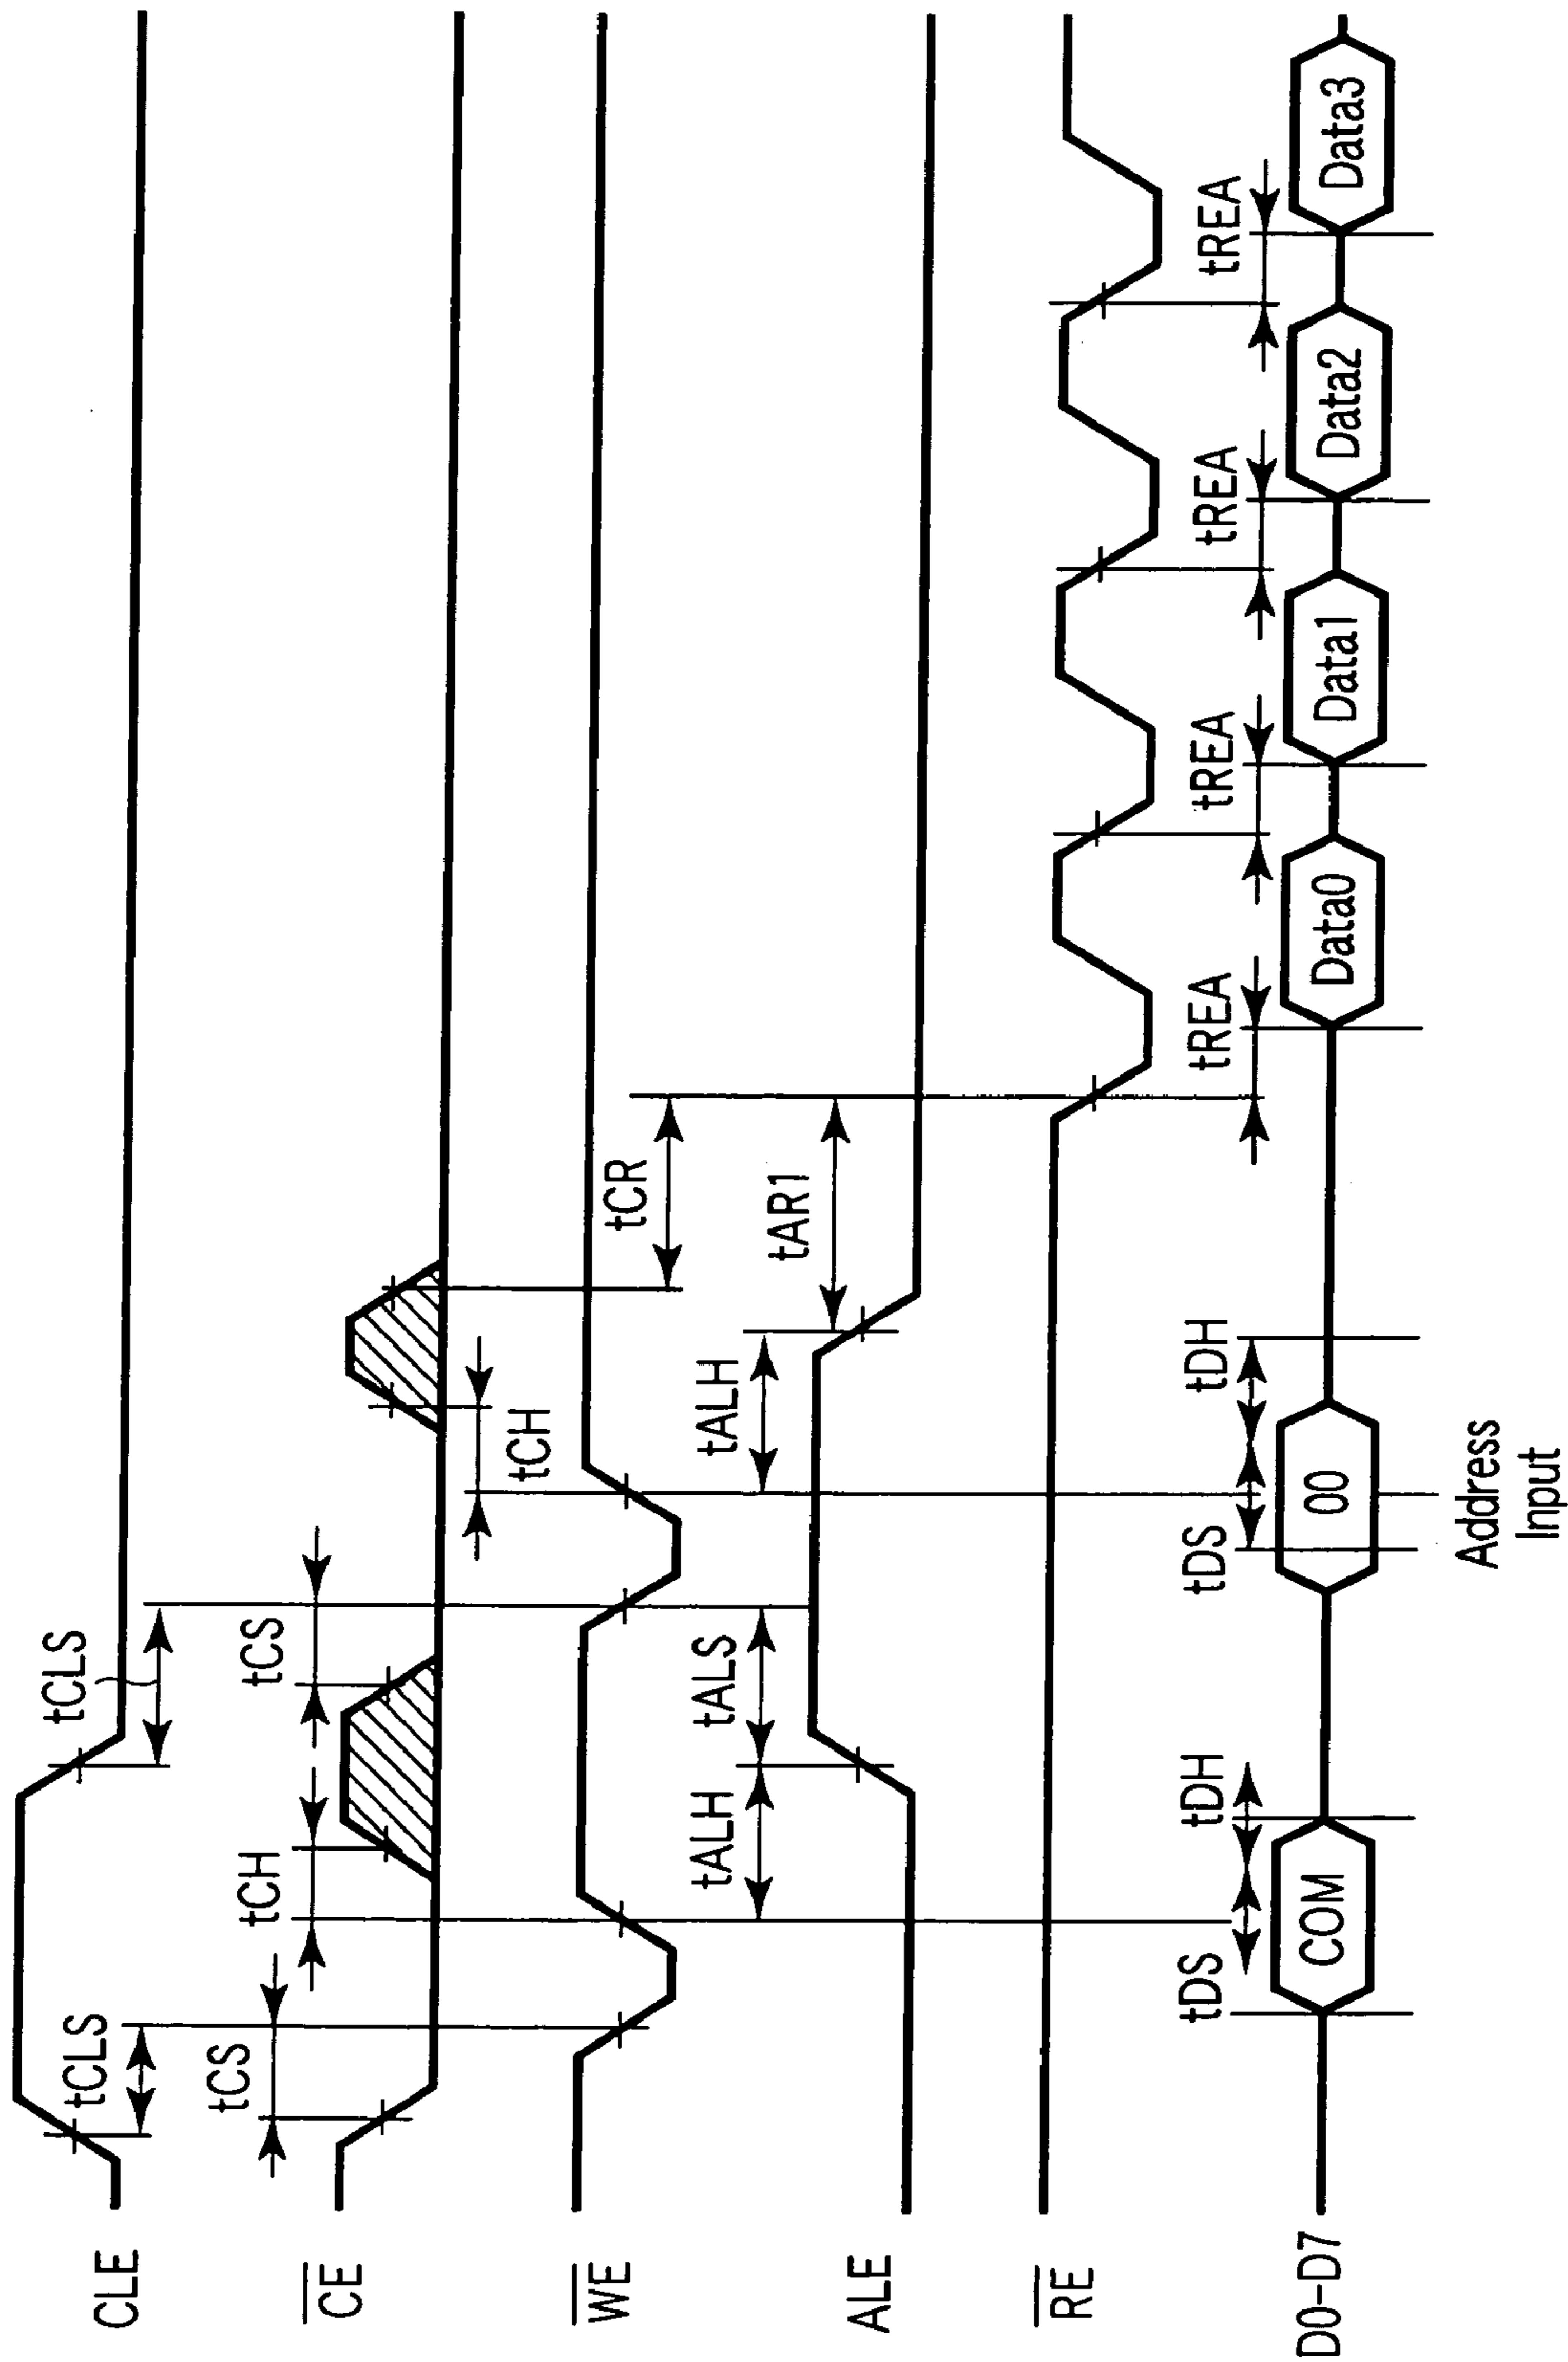 CLE
tCLS
tCLS
CE
tCS
tCH
tCS
tCH
WE
tCR
ALE
tALH
tALS
tALH
tAR1
RE
tREA
tREA
tREA
tREA
tDS
tDH
tDS
tDH
D0-D7
COM
00
Data0
Data1
Data2
Data3
Address
Input